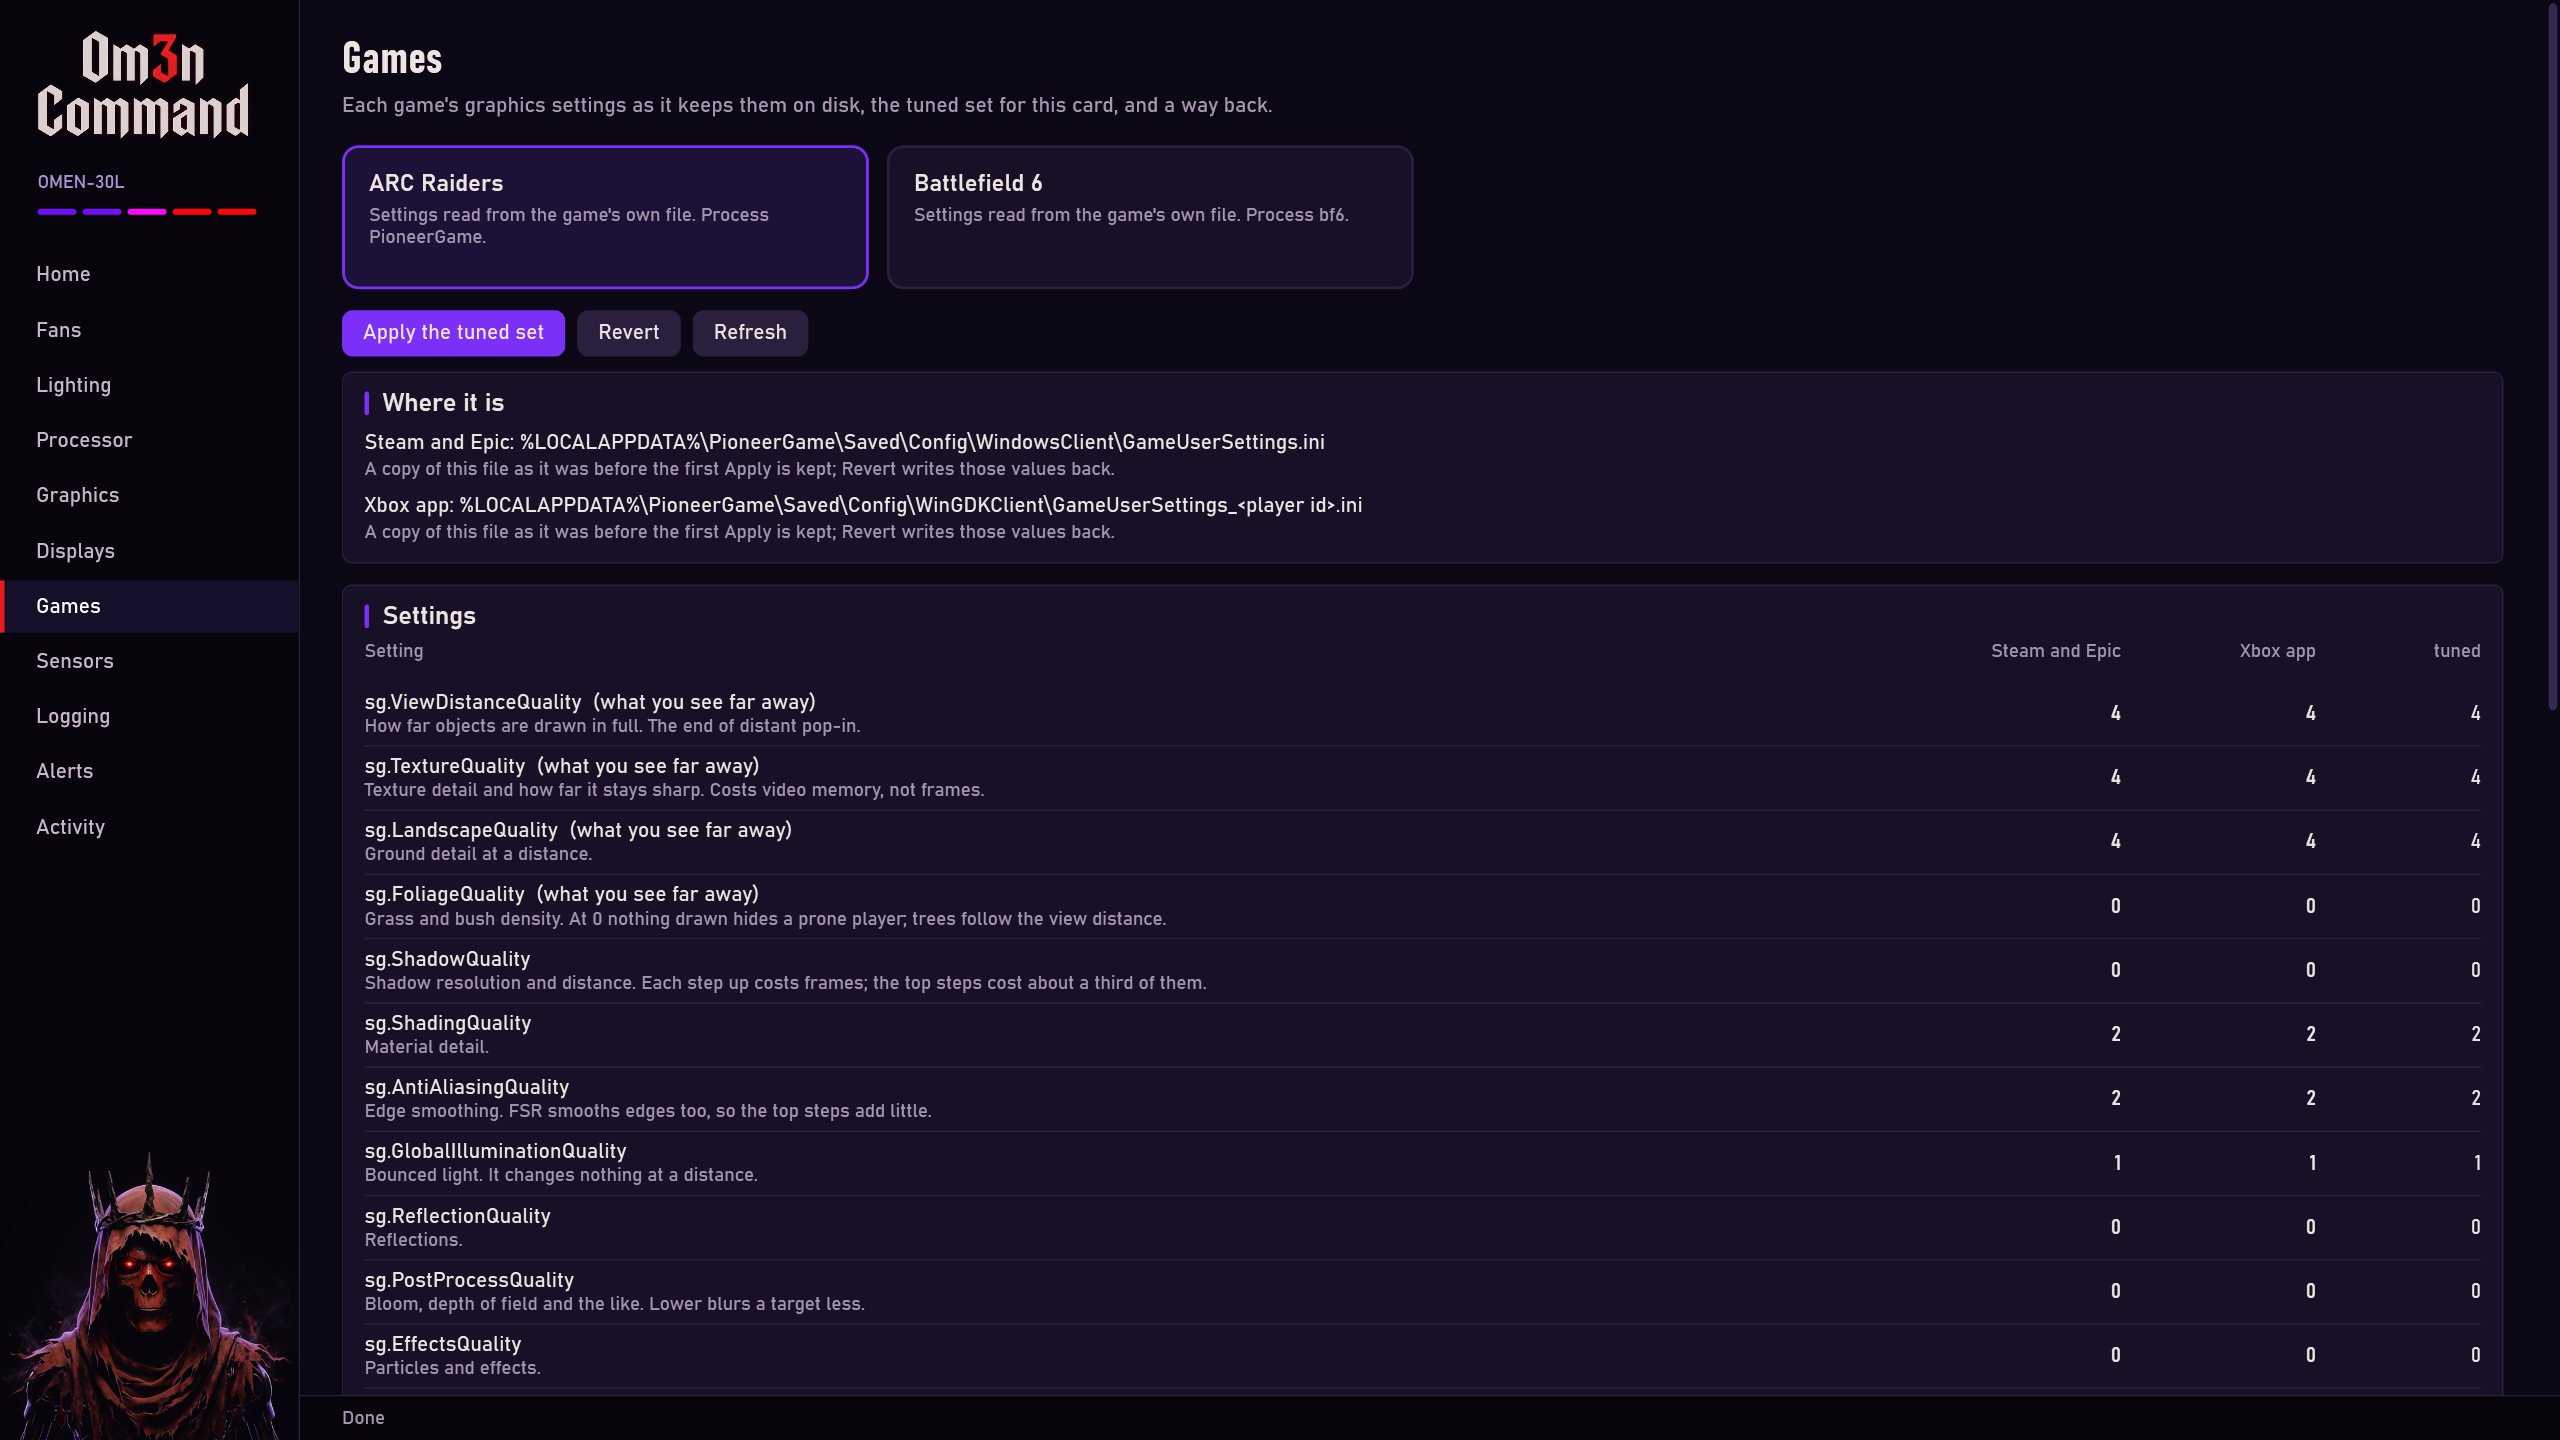 Om3n
Command
OMEN-30L
Home
Fans
Lighting
Processor
Graphics
Displays
Games
Sensors
Logging
Alerts
Activity
Games
Each game's graphics settings as it keeps them on disk, the tuned set for this card, and a way back.
ARC Raiders
Settings read from the game's own file. Process
PioneerGame.
Battlefield 6
Settings read from the game's own file. Process bf6.
Apply the tuned set
Revert
Refresh
Where it is
Steam and Epic: %LOCALAPPDATA%\PioneerGame\Saved\Config\WindowsClient\GameUserSettings.ini
A copy of this file as it was before the first Apply is kept; Revert writes those values back.
Xbox app: %LOCALAPPDATA%\PioneerGame\Saved\Config\WinGDKClient\GameUserSettings_<player id>.ini
A copy of this file as it was before the first Apply is kept; Revert writes those values back.
Settings
Setting Steam and Epic Xbox app tuned
sg.ViewDistanceQuality (what you see far away) 4 4 4
How far objects are drawn in full. The end of distant pop-in.
sg.TextureQuality (what you see far away) 4 4 4
Texture detail and how far it stays sharp. Costs video memory, not frames.
sg.LandscapeQuality (what you see far away) 4 4 4
Ground detail at a distance.
sg.FoliageQuality (what you see far away) 0 0 0
Grass and bush density. At 0 nothing drawn hides a prone player; trees follow the view distance.
sg.ShadowQuality 0 0 0
Shadow resolution and distance. Each step up costs frames; the top steps cost about a third of them.
sg.ShadingQuality 2 2 2
Material detail.
sg.AntiAliasingQuality 2 2 2
Edge smoothing. FSR smooths edges too, so the top steps add little.
sg.GlobalIlluminationQuality 1 1 1
Bounced light. It changes nothing at a distance.
sg.ReflectionQuality 0 0 0
Reflections.
sg.PostProcessQuality 0 0 0
Bloom, depth of field and the like. Lower blurs a target less.
sg.EffectsQuality 0 0 0
Particles and effects.
Done